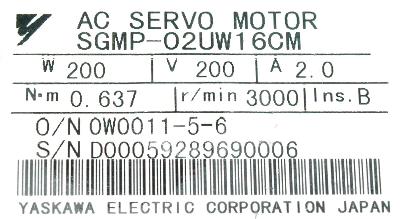 AC SERVO MOTOR
SGMP-02UW16CM
W 200 V 200 A 2.0
N·m 0.637 r/min 3000 Ins.B
O/N 0W0011-5-6
S/N D00059289690006
YASKAWA ELECTRIC CORPORATION JAPAN